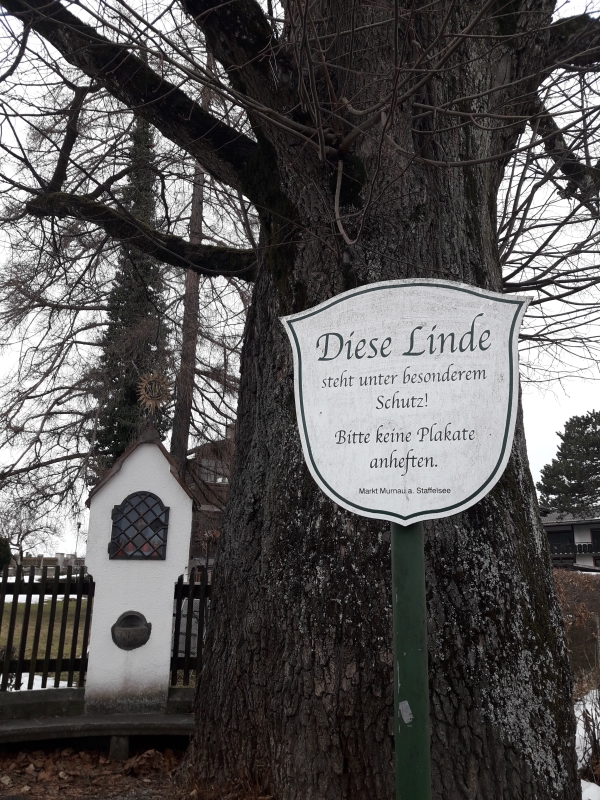 Diese Linde
steht unter besonderem
Schutz!
Bitte keine Plakate
anheften.
Markt Murnau a. Staffelsee